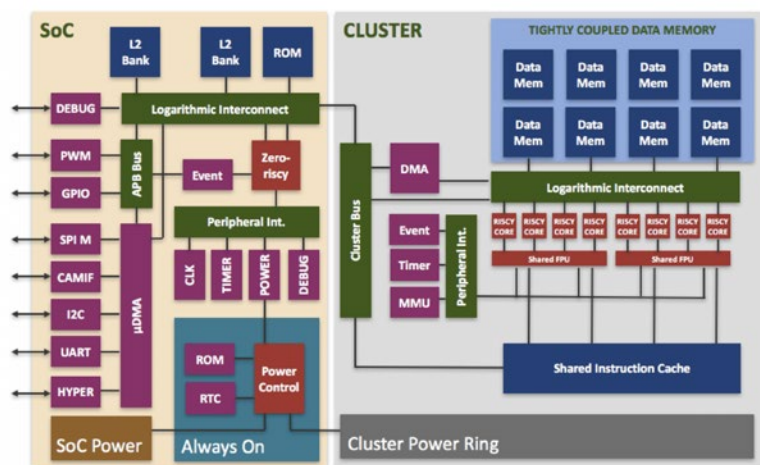 SoC
L2
Bank
L2
Bank
ROM
DEBUG
Logarithmic Interconnect
PWM
GPIO
APB Bus
Event
Zero-
riscy
Peripheral Int.
SPI M
CAMIF
I2C
UART
HYPER
µDMA
CLK
TIMER
POWER
DEBUG
ROM
RTC
Power
Control
SoC Power
Always On
CLUSTER
TIGHTLY COUPLED DATA MEMORY
Data
Mem
Data
Mem
Data
Mem
Data
Mem
Data
Mem
Data
Mem
Data
Mem
Data
Mem
Cluster Bus
DMA
Logarithmic Interconnect
RISCY
CORE
RISCY
CORE
RISCY
CORE
RISCY
CORE
RISCY
CORE
RISCY
CORE
RISCY
CORE
RISCY
CORE
Shared FPU
Shared FPU
Event
Timer
MMU
Peripheral Int.
Shared Instruction Cache
Cluster Power Ring